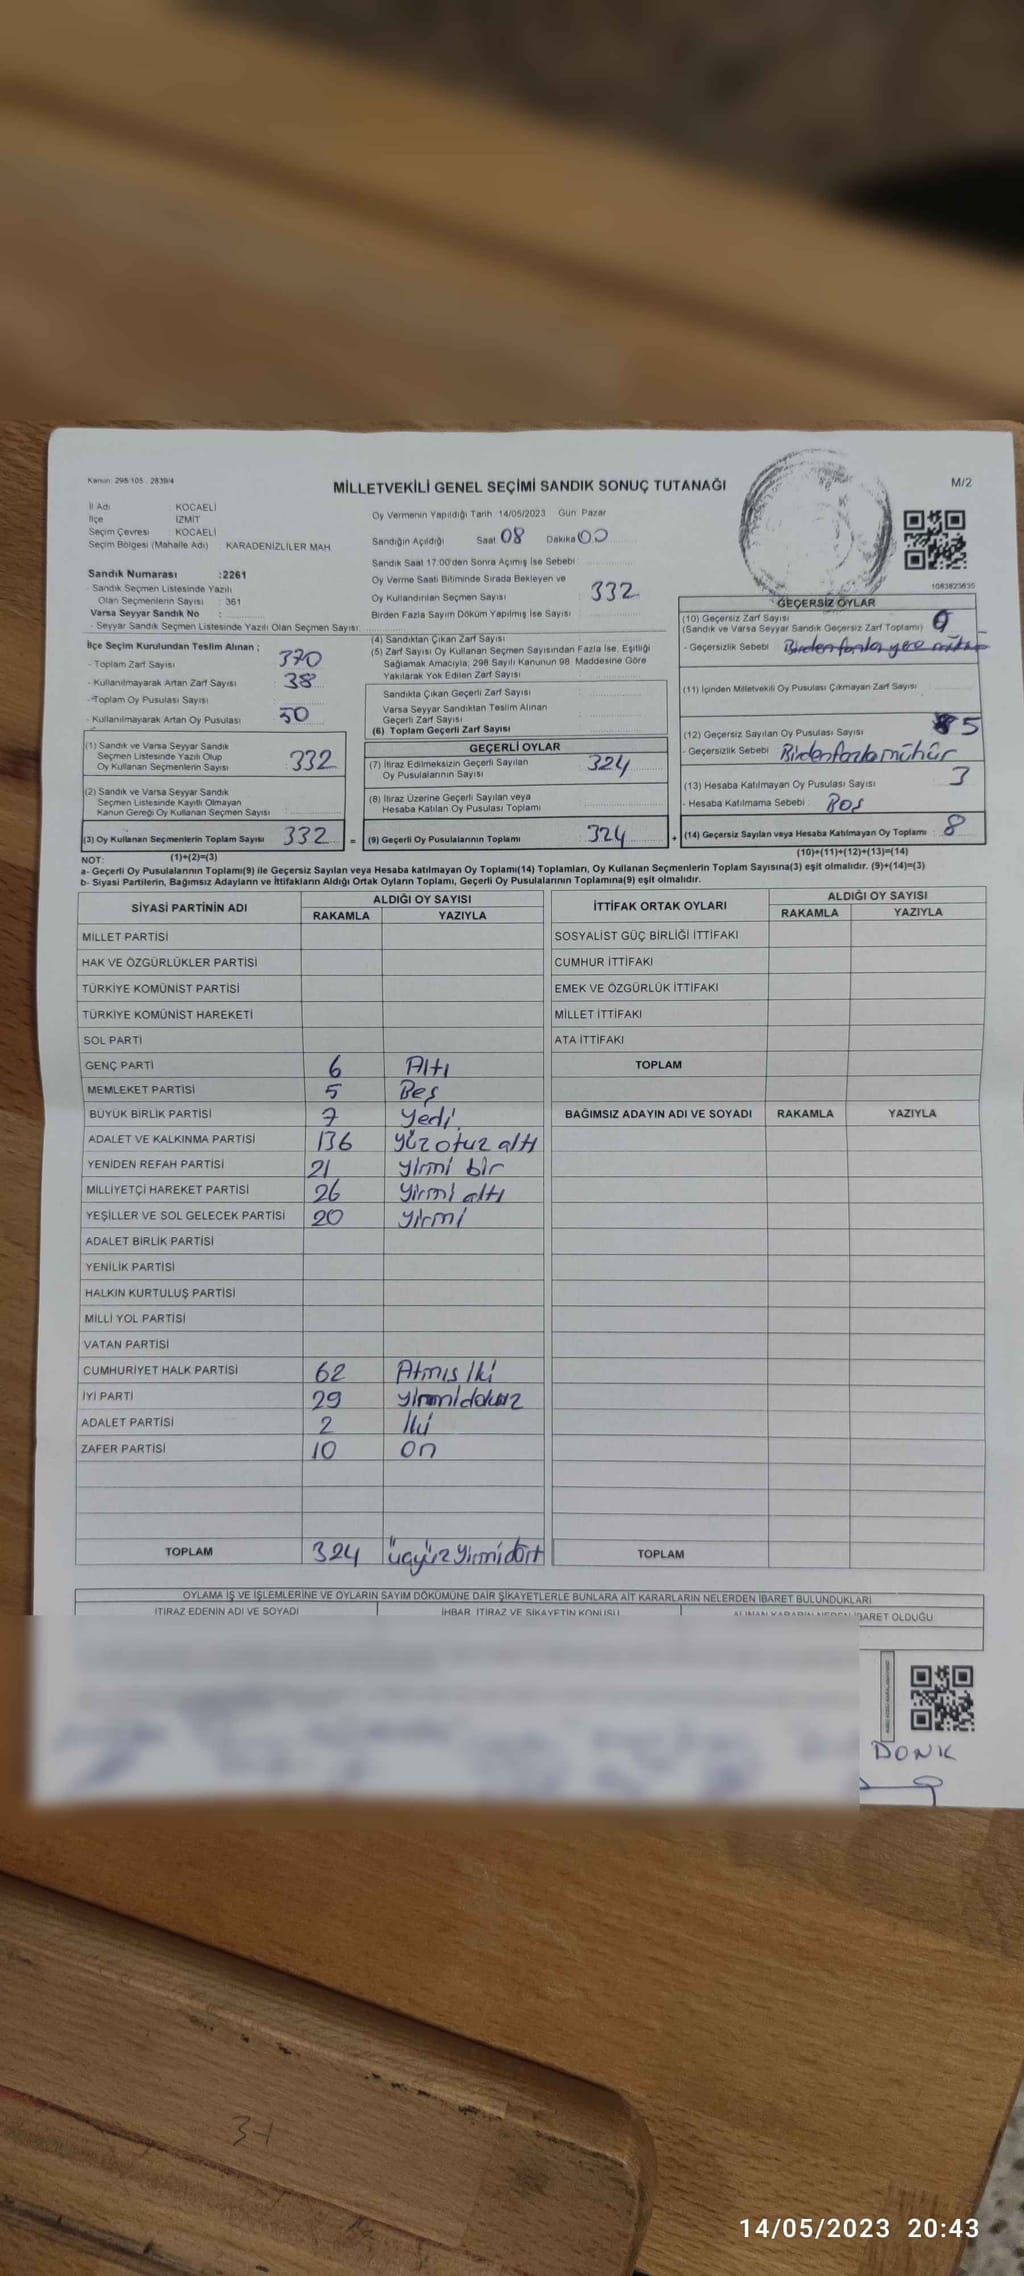 Kanun: 298/105 . 2839/4
MİLLETVEKİLİ GENEL SEÇİMİ SANDIK SONUÇ TUTANAĞI
M/2
İl Adı : KOCAELİ
İlçe : İZMİT
Seçim Çevresi : KOCAELİ
Seçim Bölgesi (Mahalle Adı) : KARADENİZLİLER MAH.
Sandık Numarası :2261
- Sandık Seçmen Listesinde Yazılı
Olan Seçmenlerin Sayısı : 361
Varsa Seyyar Sandık No :
- Seyyar Sandık Seçmen Listesinde Yazılı Olan Seçmen Sayısı:
İlçe Seçim Kurulundan Teslim Alınan ;
- Toplam Zarf Sayısı 370
- Kullanılmayarak Artan Zarf Sayısı 38
- Toplam Oy Pusulası Sayısı
- Kullanılmayarak Artan Oy Pusulası 50
(1) Sandık ve Varsa Seyyar Sandık
Seçmen Listesinde Yazılı Olup
Oy Kullanan Seçmenlerin Sayısı 332
(2) Sandık ve Varsa Seyyar Sandık
Seçmen Listesinde Kayıtlı Olmayan
Kanun Gereği Oy Kullanan Seçmen Sayısı
(3) Oy Kullanan Seçmenlerin Toplam Sayısı 332 =
(1)+(2)=(3)
Oy Vermenin Yapıldığı Tarih 14/05/2023 Gün: Pazar
Sandığın Açıldığı Saat 08 Dakika 00
Sandık Saat 17.00'den Sonra Açımış İse Sebebi
Oy Verme Saati Bitiminde Sırada Bekleyen ve
Oy Kullandırılan Seçmen Sayısı : 332
Birden Fazla Sayım Döküm Yapılmış İse Sayısı
(4) Sandıktan Çıkan Zarf Sayısı
(5) Zarf Sayısı Oy Kullanan Seçmen Sayısından Fazla İse, Eşitliği
Sağlamak Amacıyla; 298 Sayılı Kanunun 98. Maddesine Göre
Yakılarak Yok Edilen Zarf Sayısı
Sandıkta Çıkan Geçerli Zarf Sayısı
Varsa Seyyar Sandıktan Teslim Alınan
Geçerli Zarf Sayısı
(6) Toplam Geçerli Zarf Sayısı
GEÇERLİ OYLAR
(7) İtiraz Edilmeksizin Geçerli Sayılan
Oy Pusulalarının Sayısı 324
(8) İtiraz Üzerine Geçerli Sayılan veya
Hesaba Katılan Oy Pusulası Toplamı
(9) Geçerli Oy Pusulalarının Toplamı 324 +
1083823635
GEÇERSİZ OYLAR
(10) Geçersiz Zarf Sayısı
(Sandık ve Varsa Seyyar Sandık Geçersiz Zarf Toplamı) 0
- Geçersizlik Sebebi Birden fazla yere mühür
(11) İçinden Milletvekili Oy Pusulası Çıkmayan Zarf Sayısı
(12) Geçersiz Sayılan Oy Pusulası Sayısı 5
- Geçersizlik Sebebi Birden fazla mühür
(13) Hesaba Katılmayan Oy Pusulası Sayısı 3
- Hesaba Katılmama Sebebi : Boş
(14) Geçersiz Sayılan veya Hesaba Katılmayan Oy Toplamı : 8
(10)+(11)+(12)+(13)=(14)
NOT:
a- Geçerli Oy Pusulalarının Toplamı(9) ile Geçersiz Sayılan veya Hesaba katılmayan Oy Toplamı(14) Toplamları, Oy Kullanan Seçmenlerin Toplam Sayısına(3) eşit olmalıdır. (9)+(14)=(3)
b- Siyasi Partilerin, Bağımsız Adayların ve İttifakların Aldığı Ortak Oyların Toplamı, Geçerli Oy Pusulalarının Toplamına(9) eşit olmalıdır.
SİYASİ PARTİNİN ADI ALDIĞI OY SAYISI
RAKAMLA YAZIYLA
MİLLET PARTİSİ
HAK VE ÖZGÜRLÜKLER PARTİSİ
TÜRKİYE KOMÜNİST PARTİSİ
TÜRKİYE KOMÜNİST HAREKETİ
SOL PARTİ
GENÇ PARTİ 6 Altı
MEMLEKET PARTİSİ 5 Beş
BÜYÜK BİRLİK PARTİSİ 7 Yedi
ADALET VE KALKINMA PARTİSİ 136 Yüz otuz altı
YENİDEN REFAH PARTİSİ 21 Yirmi bir
MİLLİYETÇİ HAREKET PARTİSİ 26 Yirmi altı
YEŞİLLER VE SOL GELECEK PARTİSİ 20 Yirmi
ADALET BİRLİK PARTİSİ
YENİLİK PARTİSİ
HALKIN KURTULUŞ PARTİSİ
MİLLİ YOL PARTİSİ
VATAN PARTİSİ
CUMHURİYET HALK PARTİSİ 62 Atmış İki
İYİ PARTİ 29 Yirmidokuz
ADALET PARTİSİ 2 İki
ZAFER PARTİSİ 10 On
TOPLAM 324 Üçyüz Yirmidört
İTTİFAK ORTAK OYLARI ALDIĞI OY SAYISI
RAKAMLA YAZIYLA
SOSYALİST GÜÇ BİRLİĞİ İTTİFAKI
CUMHUR İTTİFAKI
EMEK VE ÖZGÜRLÜK İTTİFAKI
MİLLET İTTİFAKI
ATA İTTİFAKI
TOPLAM
BAĞIMSIZ ADAYIN ADI VE SOYADI RAKAMLA YAZIYLA
TOPLAM
OYLAMA İŞ VE İŞLEMLERİNE VE OYLARIN SAYIM DÖKÜMÜNE DAİR ŞİKAYETLERLE BUNLARA AİT KARARLARIN NELERDEN İBARET BULUNDUKLARI
İTİRAZ EDENİN ADI VE SOYADI İHBAR, İTİRAZ VE ŞİKAYETİN KONUSU ALINAN KARARIN NEDEN İBARET OLDUĞU
DONK
14/05/2023 20:43